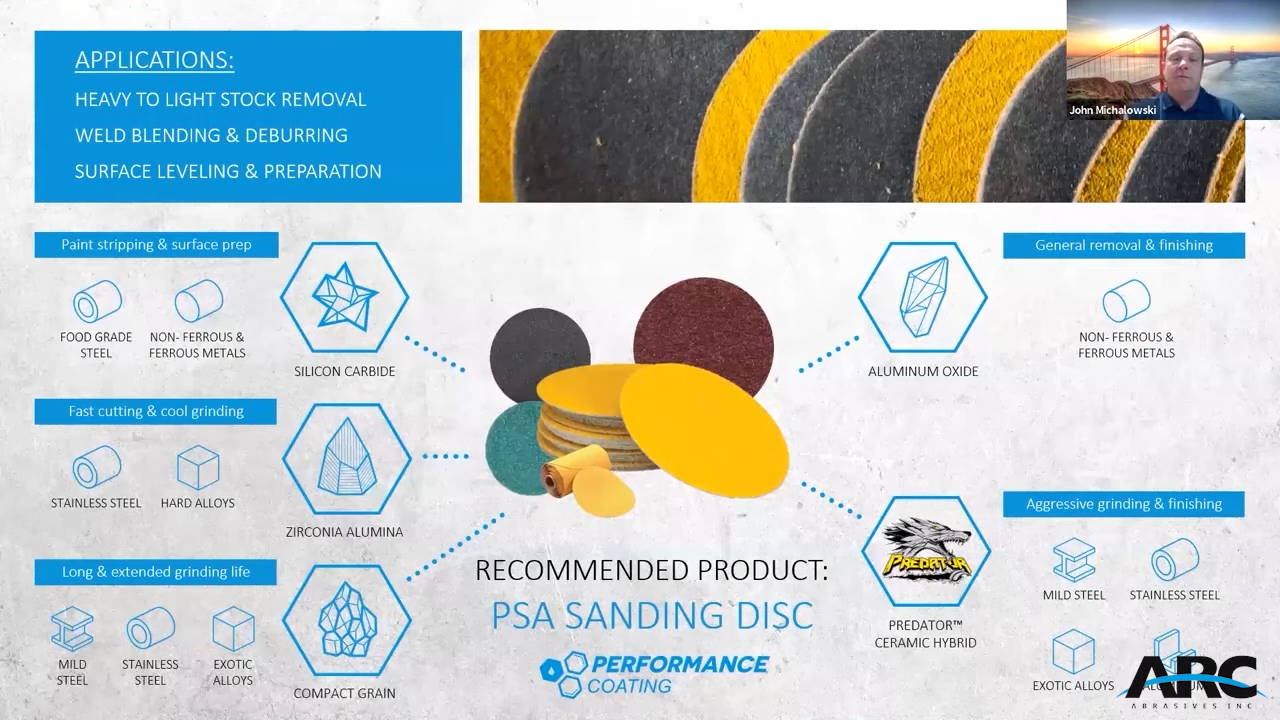 APPLICATIONS:
HEAVY TO LIGHT STOCK REMOVAL
WELD BLENDING & DEBURRING
SURFACE LEVELING & PREPARATION
John Michalowski
Paint stripping & surface prep
FOOD GRADE
STEEL
NON- FERROUS &
FERROUS METALS
SILICON CARBIDE
General removal & finishing
NON- FERROUS &
FERROUS METALS
ALUMINUM OXIDE
Fast cutting & cool grinding
STAINLESS STEEL
HARD ALLOYS
ZIRCONIA ALUMINA
Long & extended grinding life
MILD
STEEL
STAINLESS
STEEL
EXOTIC
ALLOYS
COMPACT GRAIN
RECOMMENDED PRODUCT:
PSA SANDING DISC
PERFORMANCE
COATING
Aggressive grinding & finishing
PREDATOR
PREDATOR™
CERAMIC HYBRID
MILD STEEL
STAINLESS STEEL
EXOTIC ALLOYS
ARC
ABRASIVES INC